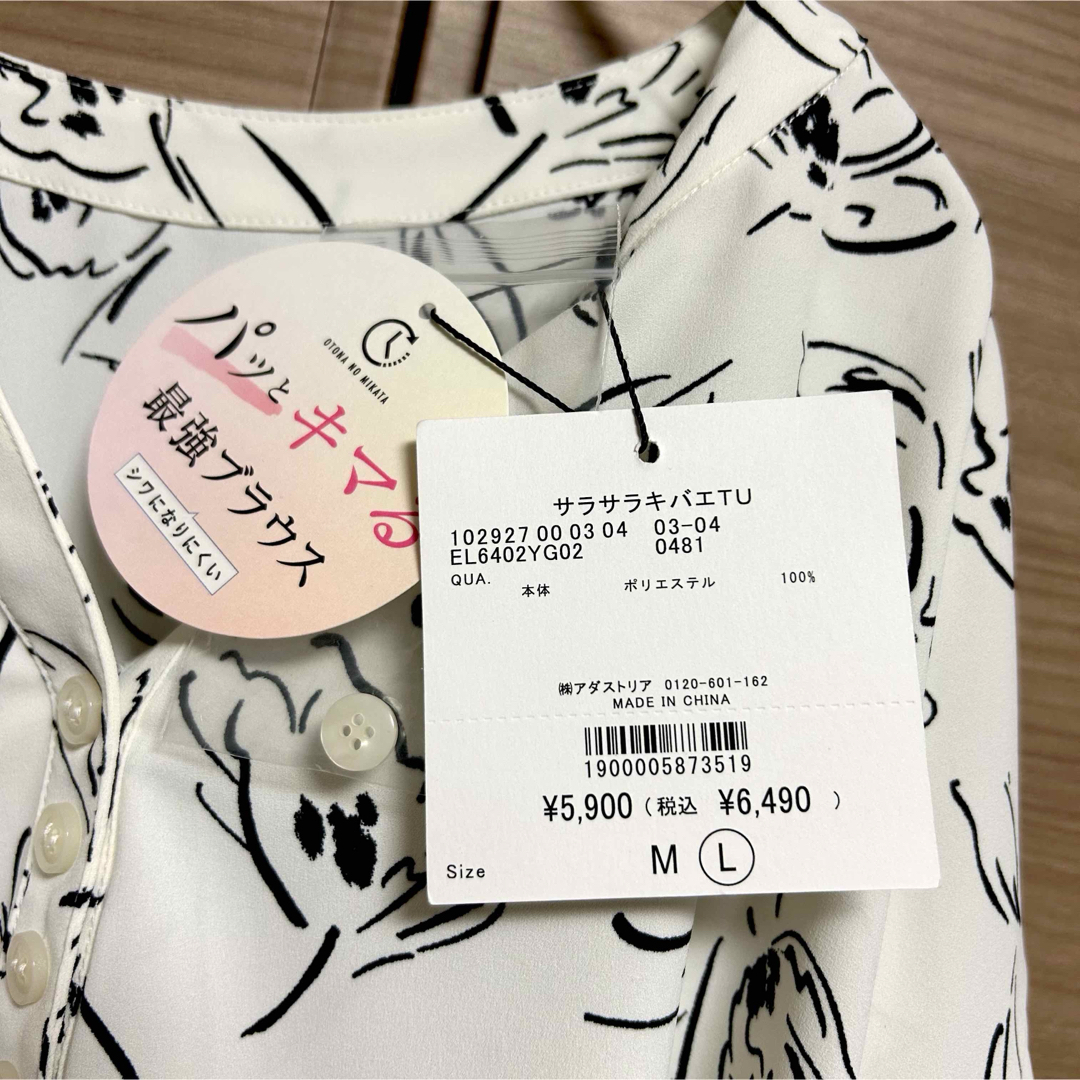 パッと
キマる
最強ブラウス
シワになりにくい
OTONA NO MIKATA
サラサラキバエTU
102927 00 03 04 03-04
EL6402YG02 0481
QUA. 本体 ポリエステル 100%
㈱アダストリア 0120-601-162
MADE IN CHINA
1900005873519
¥5,900(税込 ¥6,490 )
Size M L